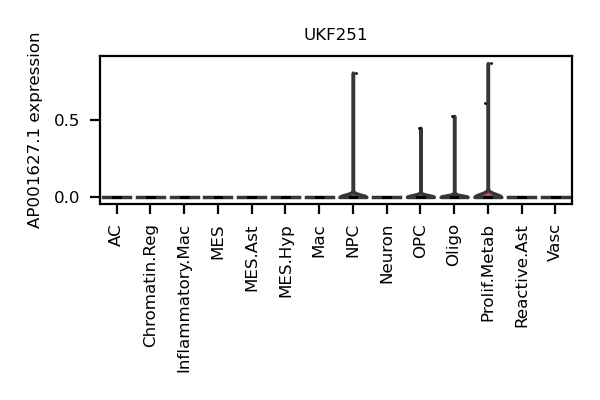 UKF251
AP001627.1 expression
0.5
0.0
AC
Chromatin.Reg
Inflammatory.Mac
MES
MES.Ast
MES.Hyp
Mac
NPC
Neuron
OPC
Oligo
Prolif.Metab
Reactive.Ast
Vasc